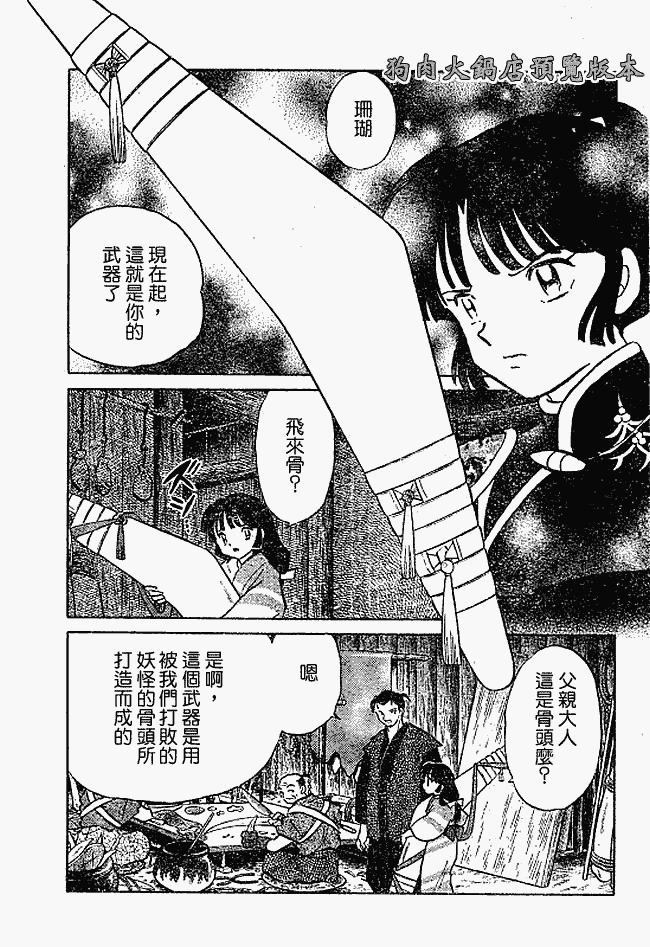 狗肉火鍋店預覽版本
珊瑚
現在起，
這就是你的
武器了
飛來骨？
父親大人
這是骨頭麼？
嗯
是啊，
這個武器是用
被我們打敗的
妖怪的骨頭所
打造而成的